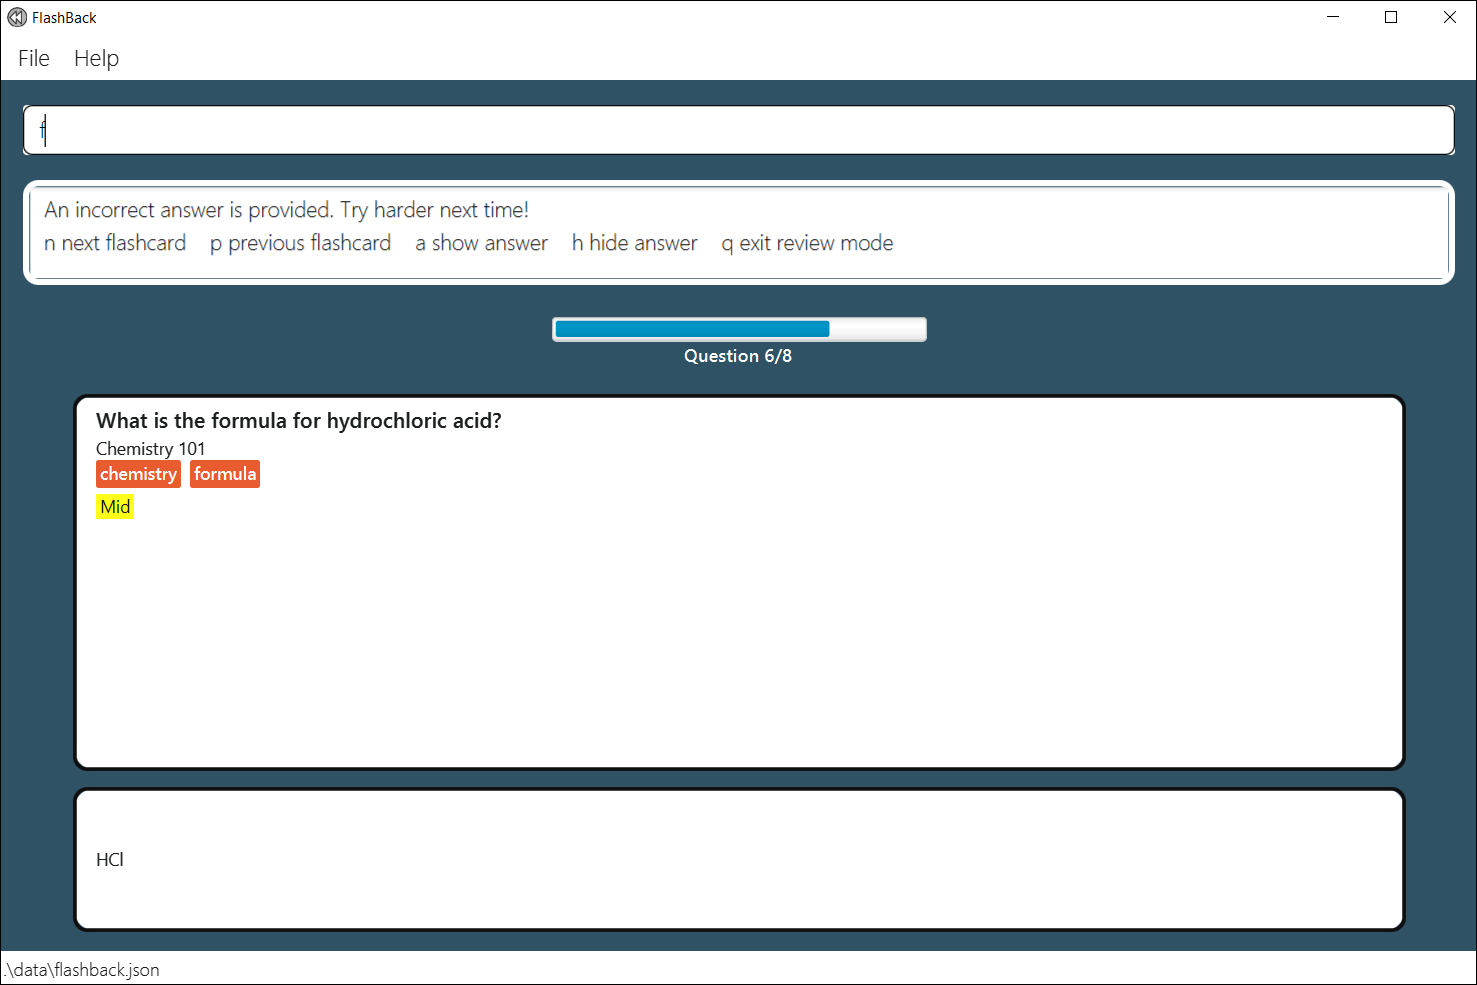 FlashBack
File Help
f
An incorrect answer is provided. Try harder next time!
n next flashcard p previous flashcard a show answer h hide answer q exit review mode
Question 6/8
What is the formula for hydrochloric acid?
Chemistry 101
chemistry formula
Mid
HCl
.\data\flashback.json